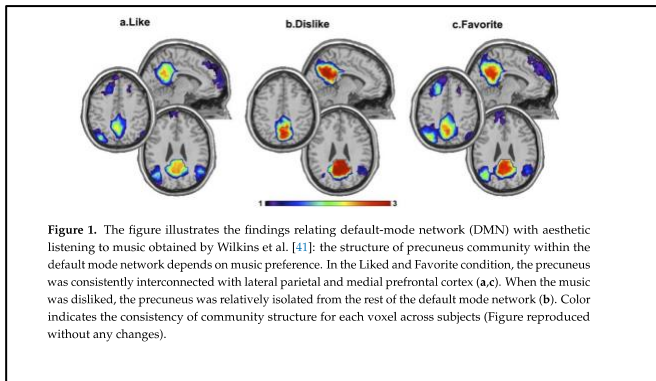 a.Like b.Dislike c.Favorite
1 3
Figure 1. The figure illustrates the findings relating default-mode network (DMN) with aesthetic
listening to music obtained by Wilkins et al. [41]: the structure of precuneus community within the
default mode network depends on music preference. In the Liked and Favorite condition, the precuneus
was consistently interconnected with lateral parietal and medial prefrontal cortex (a,c). When the music
was disliked, the precuneus was relatively isolated from the rest of the default mode network (b). Color
indicates the consistency of community structure for each voxel across subjects (Figure reproduced
without any changes).